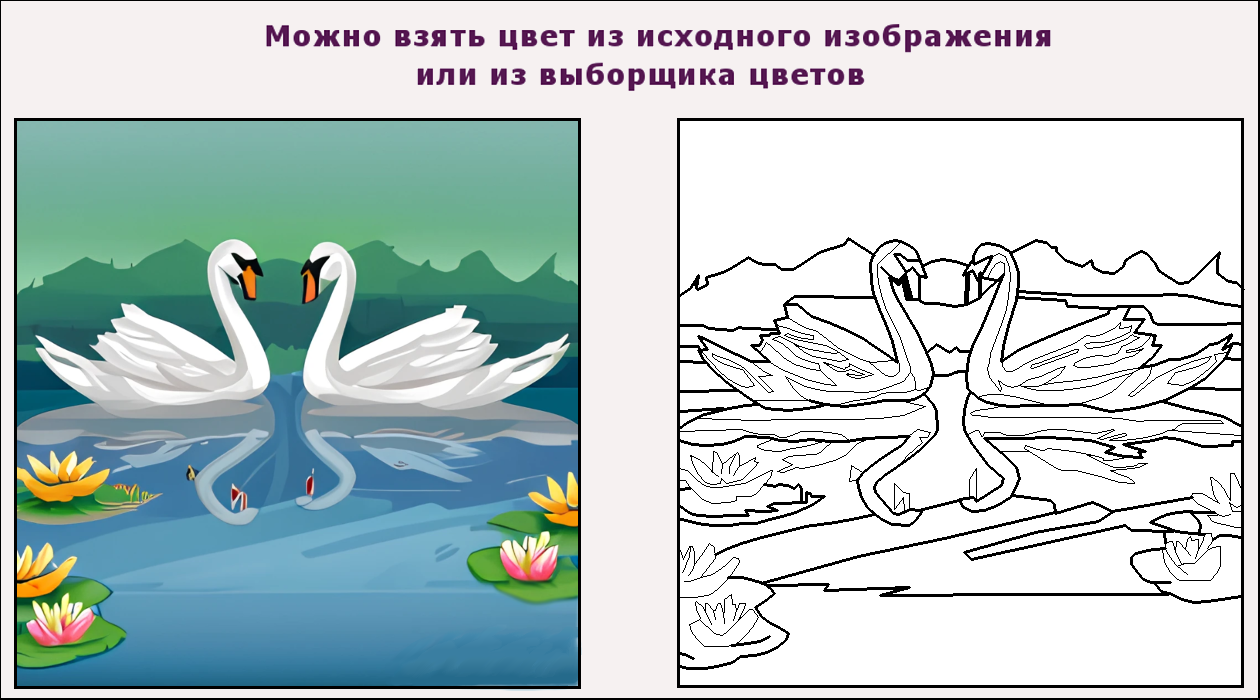 Можно взять цвет из исходного изображения
или из выборщика цветов